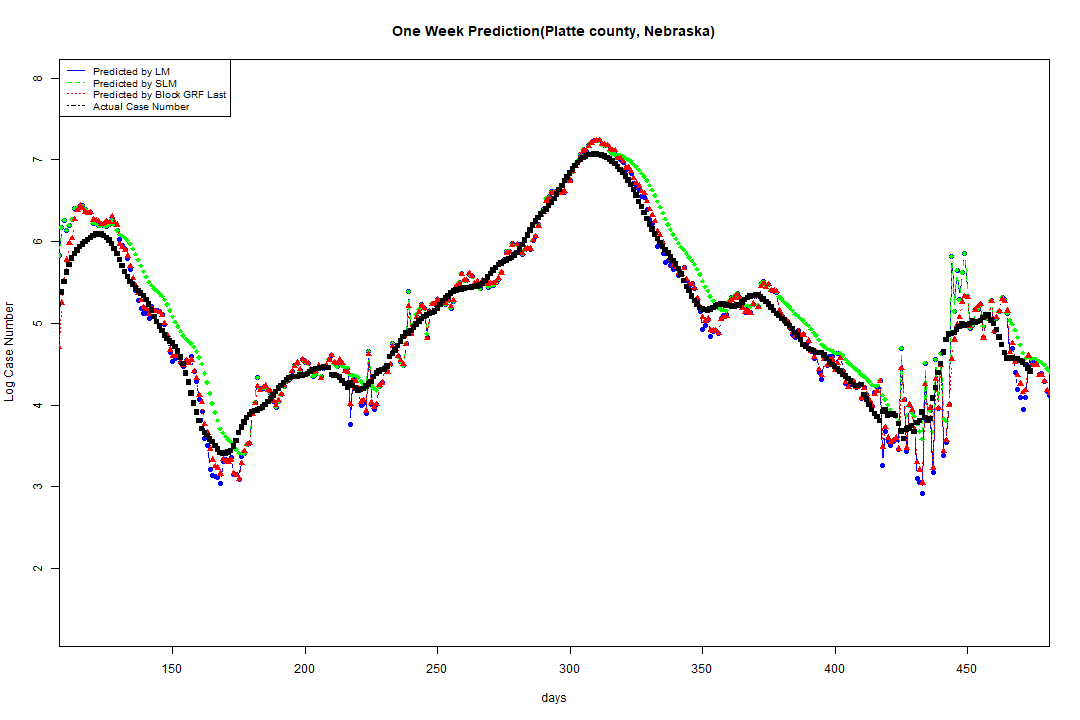 One Week Prediction(Platte county, Nebraska)
Predicted by LM
Predicted by SLM
Predicted by Block GRF Last
Actual Case Number
Log Case Number
8
7
6
5
4
3
2
150 200 250 300 350 400 450
days